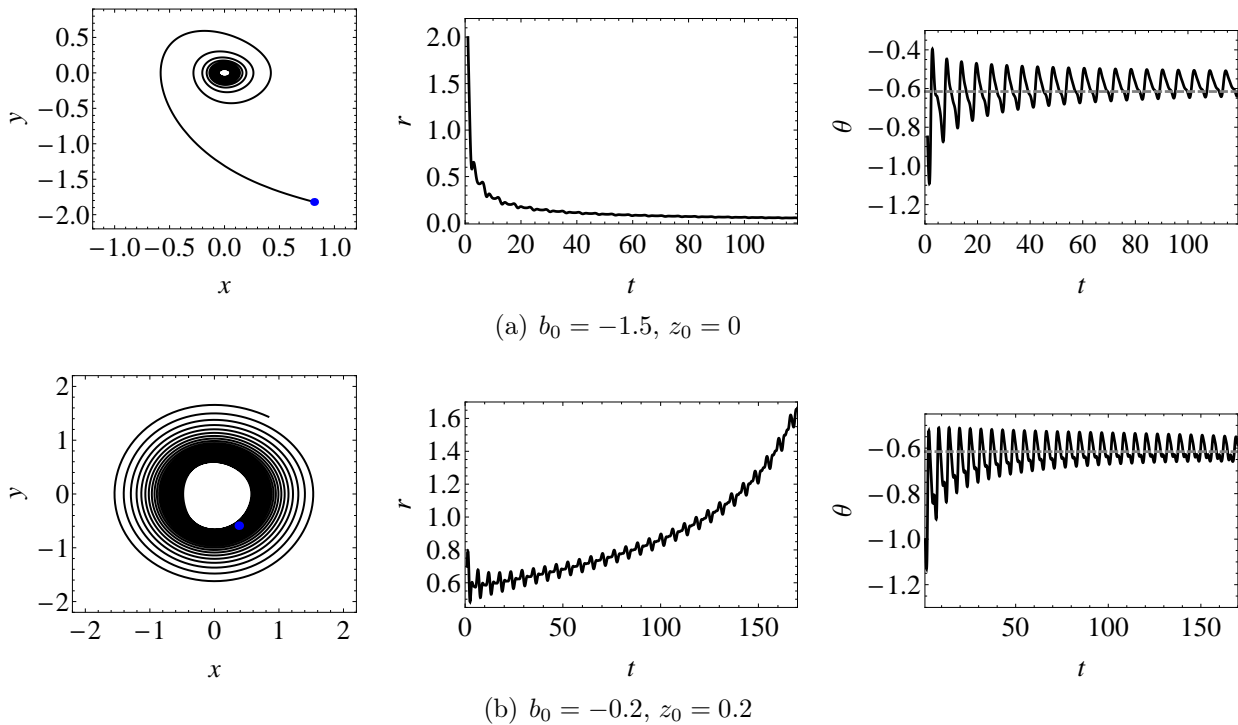 0.5
0.0
−0.5
−1.0
−1.5
−2.0
y
−1.0 −0.5 0.0 0.5 1.0
x
2.0
1.5
1.0
0.5
0.0
r
0 20 40 60 80 100
t
−0.4
−0.6
−0.8
−1.0
−1.2
θ
0 20 40 60 80 100
t
(a) b₀ = −1.5, z₀ = 0
2
1
0
−1
−2
y
−2 −1 0 1 2
x
1.6
1.4
1.2
1.0
0.8
0.6
r
0 50 100 150
t
−0.6
−0.8
−1.0
−1.2
θ
50 100 150
t
(b) b₀ = −0.2, z₀ = 0.2